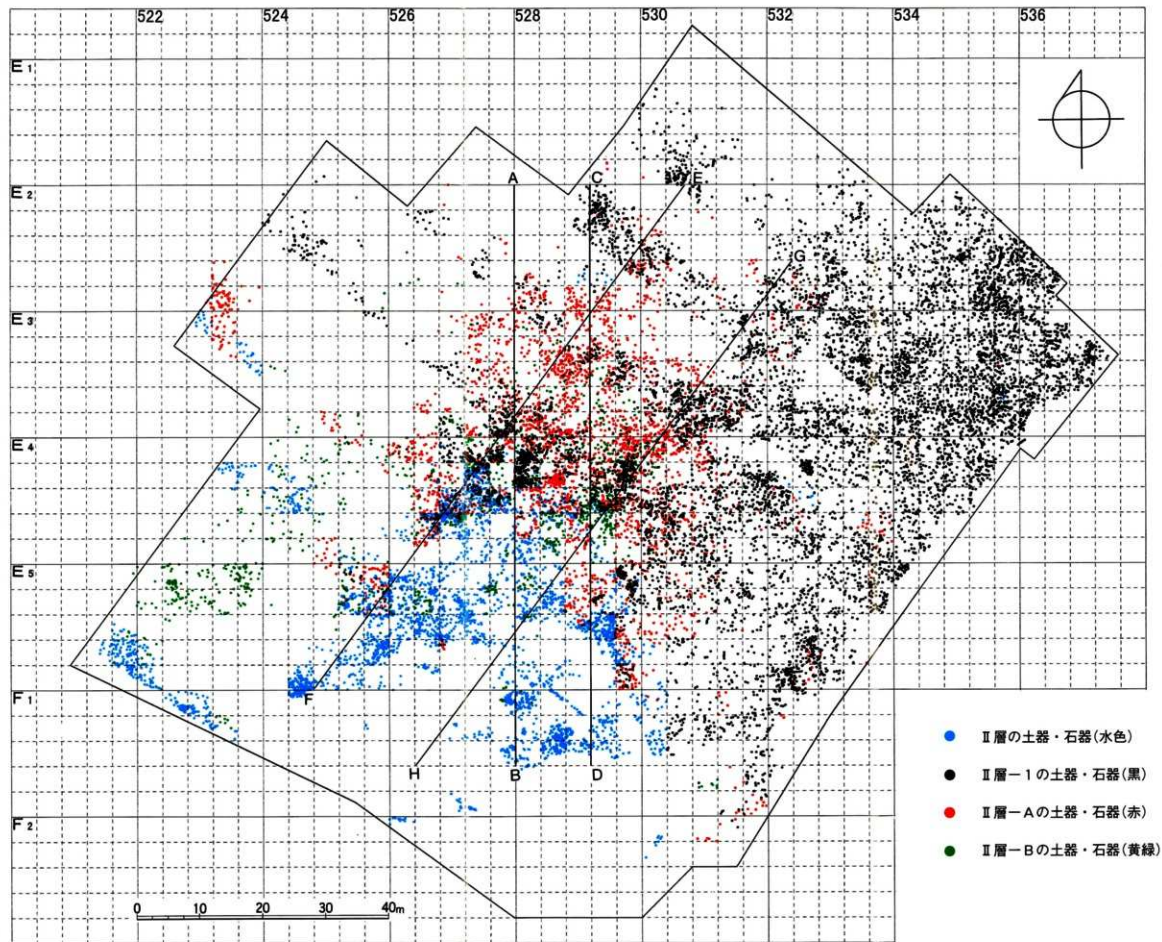 522 524 526 528 530 532 534 536
E1
A C E2 E
G
E3
E4
E5
F1 F
H B D
F2
0 10 20 30 40m
Ⅱ層の土器・石器(水色)
Ⅱ層－1の土器・石器(黒)
Ⅱ層－Aの土器・石器(赤)
Ⅱ層－Bの土器・石器(黄緑)